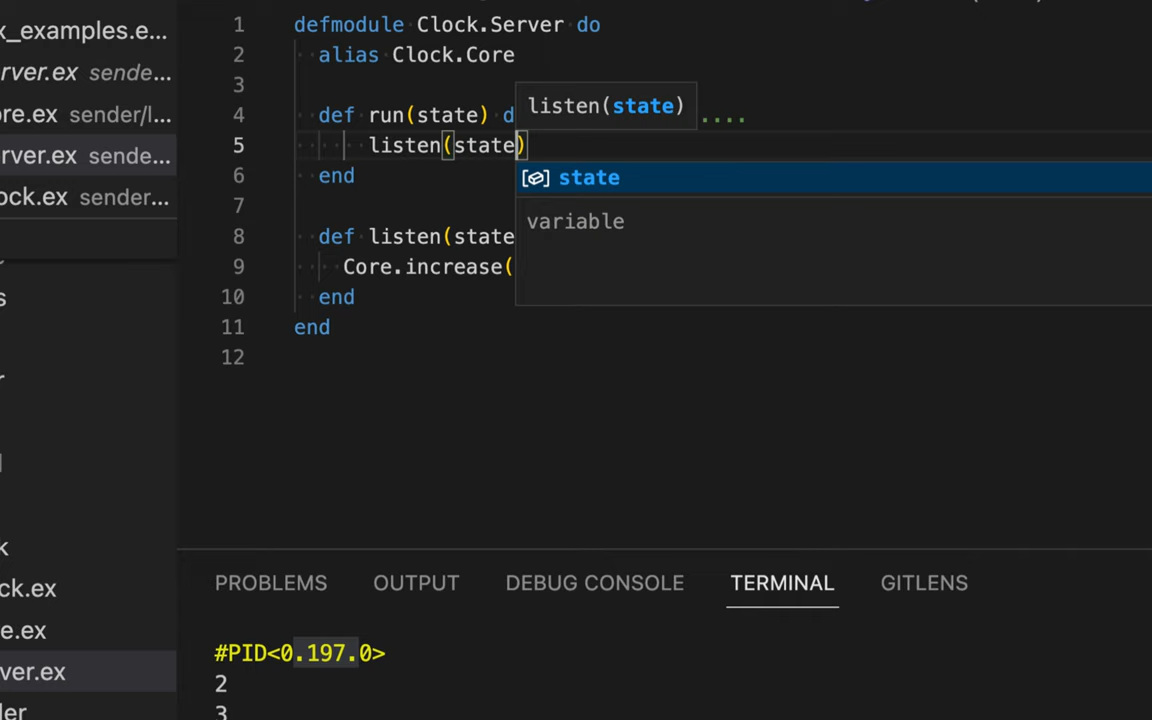 x_examples.e...
rver.ex sende...
ore.ex sender/l...
rver.ex sende...
ock.ex sender...
s
r
k
ck.ex
e.ex
ver.ex
der
1 defmodule Clock.Server do
2 alias Clock.Core
3
4 def run(state) d
5 listen(state)
6 end
7
8 def listen(state
9 Core.increase(
10 end
11 end
12
listen(state)
....
state
variable
PROBLEMS OUTPUT DEBUG CONSOLE TERMINAL GITLENS
#PID<0.197.0>
2
3